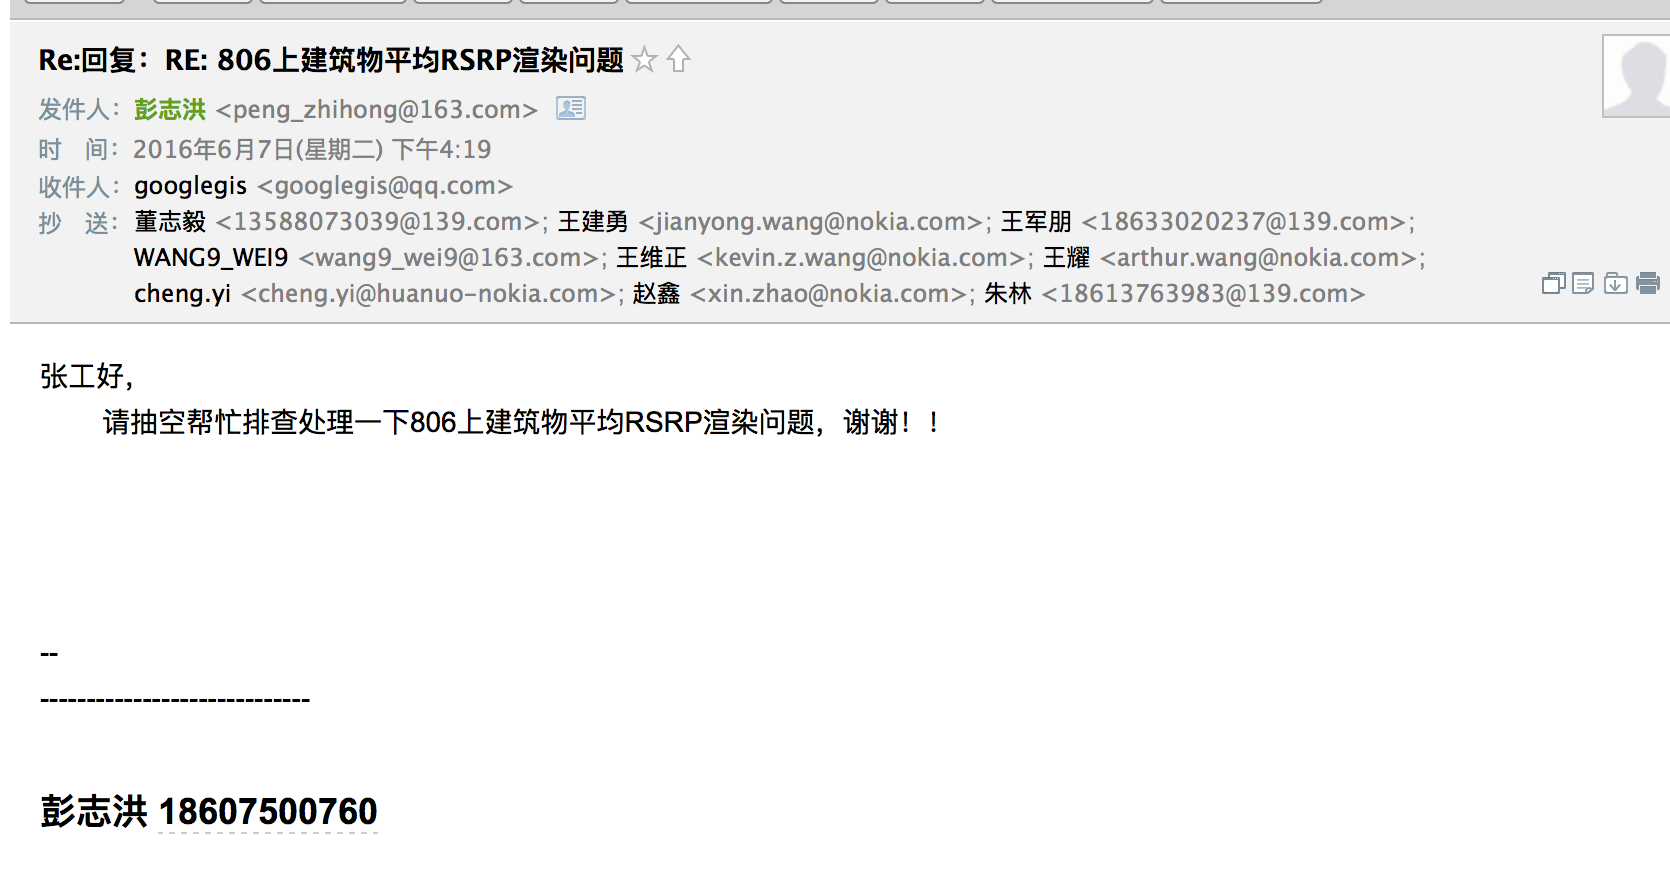 Re:回复：RE: 806上建筑物平均RSRP渲染问题
发件人：彭志洪 <peng_zhihong@163.com>
时 间：2016年6月7日(星期二) 下午4:19
收件人：googlegis <googlegis@qq.com>
抄 送：董志毅 <13588073039@139.com>; 王建勇 <jianyong.wang@nokia.com>; 王军朋 <18633020237@139.com>;
WANG9_WEI9 <wang9_wei9@163.com>; 王维正 <kevin.z.wang@nokia.com>; 王耀 <arthur.wang@nokia.com>;
cheng.yi <cheng.yi@huanuo-nokia.com>; 赵鑫 <xin.zhao@nokia.com>; 朱林 <18613763983@139.com>
张工好，
请抽空帮忙排查处理一下806上建筑物平均RSRP渲染问题，谢谢！！
--
-----------------------------
彭志洪 18607500760